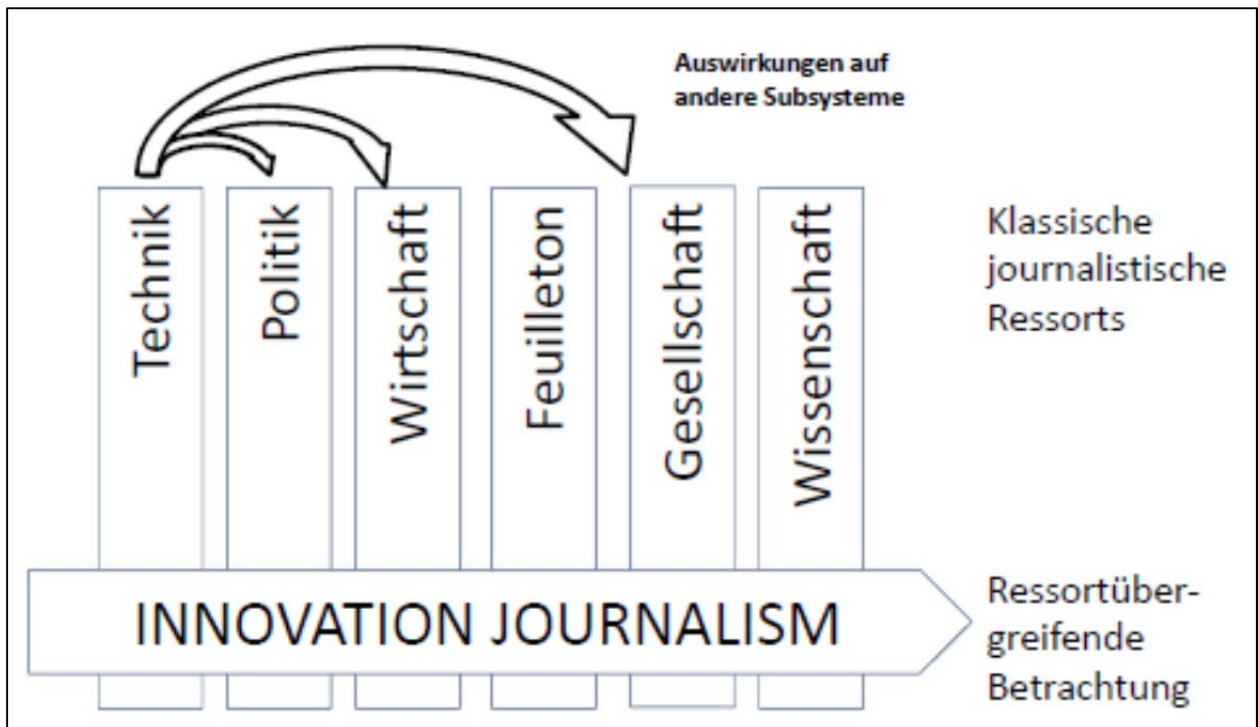 Auswirkungen auf
andere Subsysteme
Technik
Politik
Wirtschaft
Feuilleton
Gesellschaft
Wissenschaft
Klassische
journalistische
Ressorts
INNOVATION JOURNALISM
Ressortüber-
greifende
Betrachtung